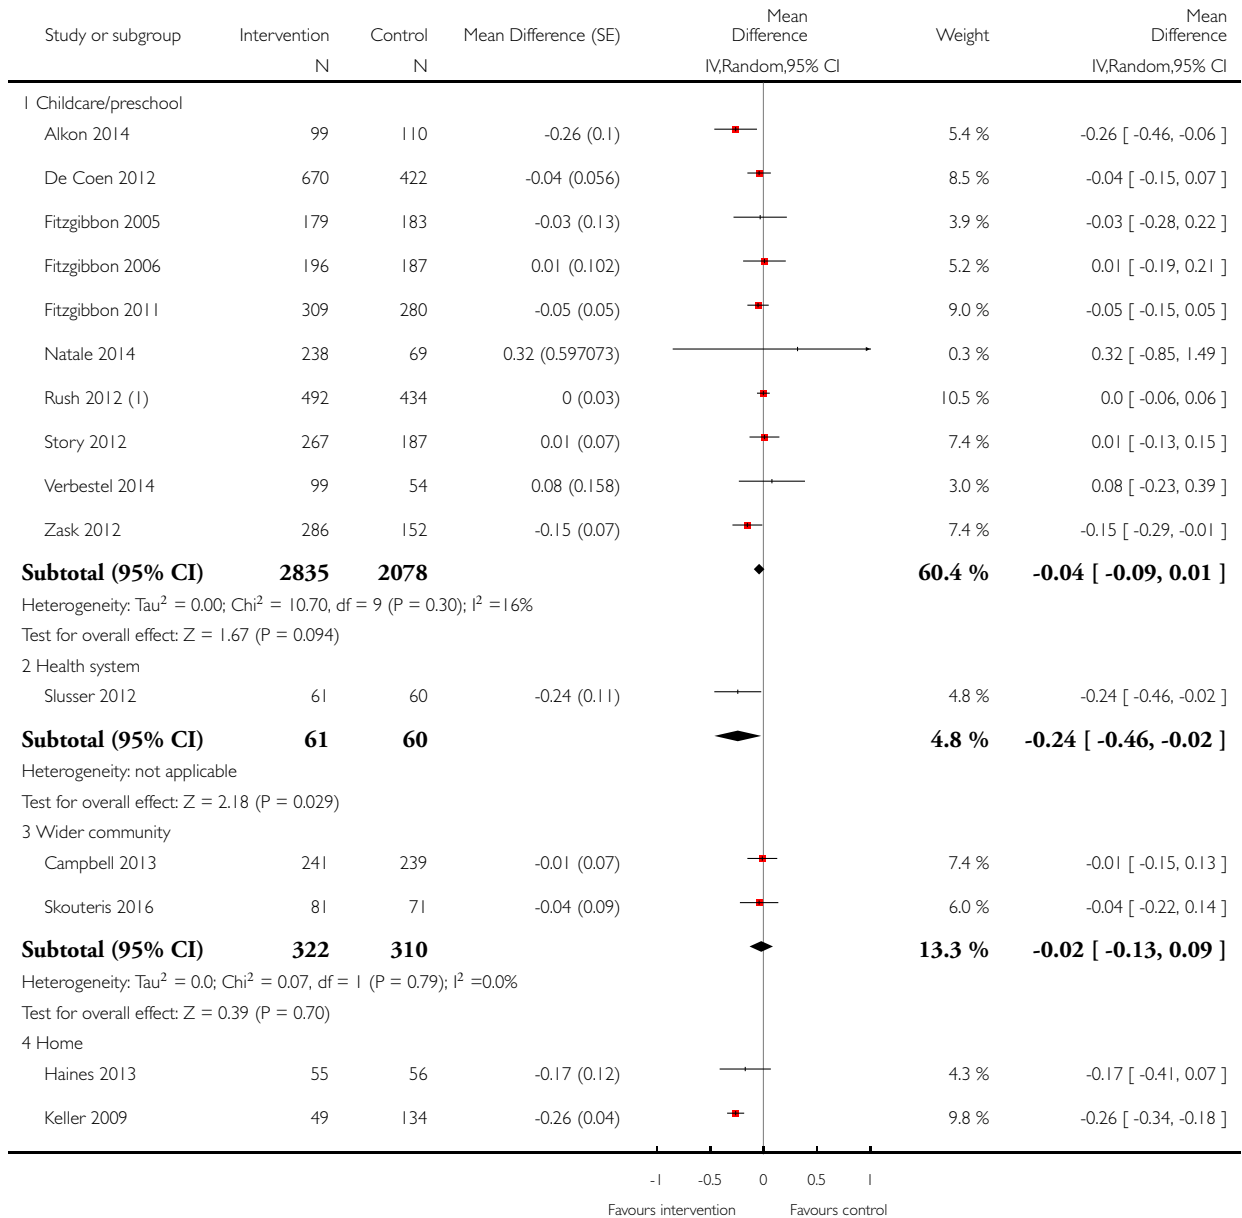 Study or subgroup Intervention Control Mean Difference (SE) Mean Difference Weight Mean Difference
N N IV,Random,95% CI IV,Random,95% CI
1 Childcare/preschool
Alkon 2014 99 110 -0.26 (0.1) 5.4 % -0.26 [ -0.46, -0.06 ]
De Coen 2012 670 422 -0.04 (0.056) 8.5 % -0.04 [ -0.15, 0.07 ]
Fitzgibbon 2005 179 183 -0.03 (0.13) 3.9 % -0.03 [ -0.28, 0.22 ]
Fitzgibbon 2006 196 187 0.01 (0.102) 5.2 % 0.01 [ -0.19, 0.21 ]
Fitzgibbon 2011 309 280 -0.05 (0.05) 9.0 % -0.05 [ -0.15, 0.05 ]
Natale 2014 238 69 0.32 (0.597073) 0.3 % 0.32 [ -0.85, 1.49 ]
Rush 2012 (1) 492 434 0 (0.03) 10.5 % 0.0 [ -0.06, 0.06 ]
Story 2012 267 187 0.01 (0.07) 7.4 % 0.01 [ -0.13, 0.15 ]
Verbestel 2014 99 54 0.08 (0.158) 3.0 % 0.08 [ -0.23, 0.39 ]
Zask 2012 286 152 -0.15 (0.07) 7.4 % -0.15 [ -0.29, -0.01 ]
Subtotal (95% CI) 2835 2078 60.4 % -0.04 [ -0.09, 0.01 ]
Heterogeneity: Tau² = 0.00; Chi² = 10.70, df = 9 (P = 0.30); I² =16%
Test for overall effect: Z = 1.67 (P = 0.094)
2 Health system
Slusser 2012 61 60 -0.24 (0.11) 4.8 % -0.24 [ -0.46, -0.02 ]
Subtotal (95% CI) 61 60 4.8 % -0.24 [ -0.46, -0.02 ]
Heterogeneity: not applicable
Test for overall effect: Z = 2.18 (P = 0.029)
3 Wider community
Campbell 2013 241 239 -0.01 (0.07) 7.4 % -0.01 [ -0.15, 0.13 ]
Skouteris 2016 81 71 -0.04 (0.09) 6.0 % -0.04 [ -0.22, 0.14 ]
Subtotal (95% CI) 322 310 13.3 % -0.02 [ -0.13, 0.09 ]
Heterogeneity: Tau² = 0.0; Chi² = 0.07, df = 1 (P = 0.79); I² =0.0%
Test for overall effect: Z = 0.39 (P = 0.70)
4 Home
Haines 2013 55 56 -0.17 (0.12) 4.3 % -0.17 [ -0.41, 0.07 ]
Keller 2009 49 134 -0.26 (0.04) 9.8 % -0.26 [ -0.34, -0.18 ]
-1 -0.5 0 0.5 1
Favours intervention Favours control